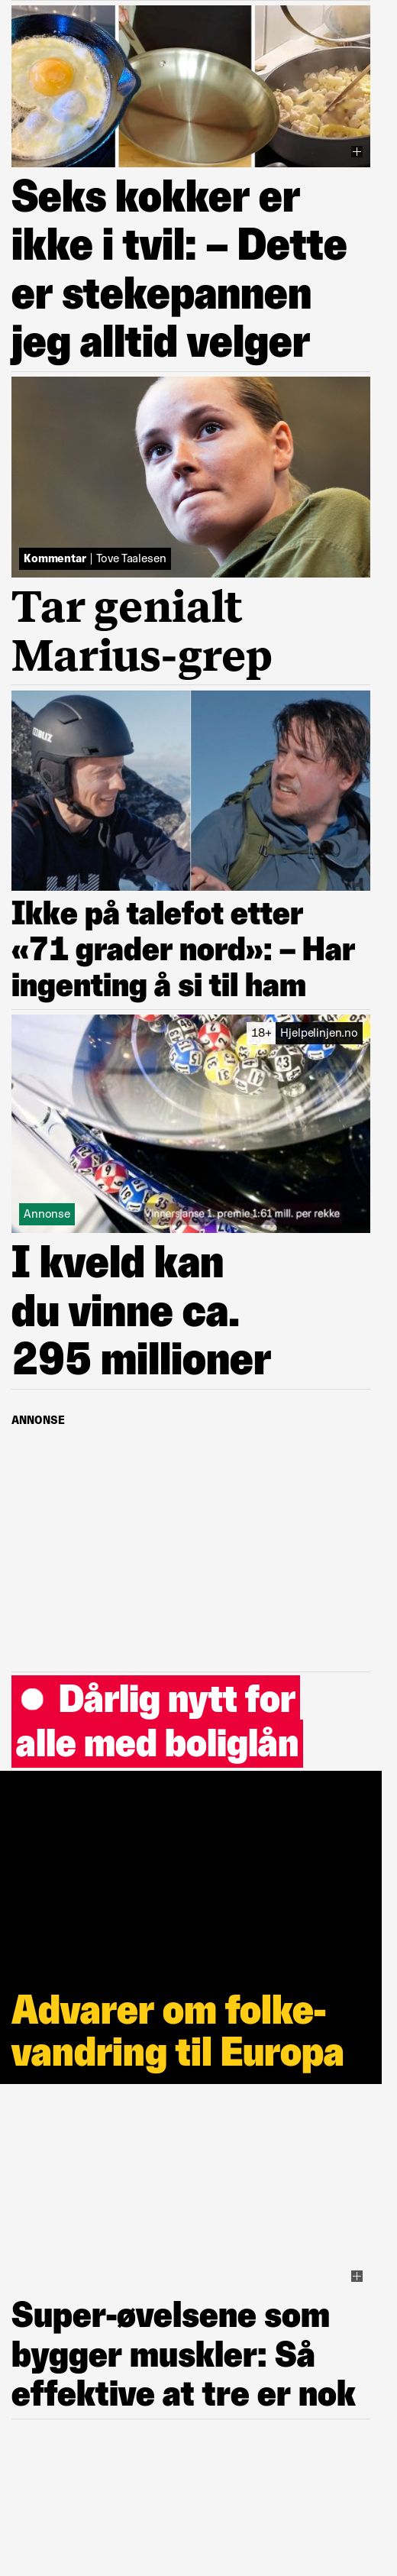 Seks kokker er
ikke i tvil: – Dette
er stekepannen
jeg alltid velger
Kommentar | Tove Taalesen
Tar genialt
Marius-grep
BLIZ
Ikke på talefot etter
«71 grader nord»: – Har
ingenting å si til ham
18+ Hjelpelinjen.no
Annonse
Vinnersjanse 1. premie 1:61 mill. per rekke
I kveld kan
du vinne ca.
295 millioner
ANNONSE
Dårlig nytt for
alle med boliglån
Advarer om folke-
vandring til Europa
Super-øvelsene som
bygger muskler: Så
effektive at tre er nok